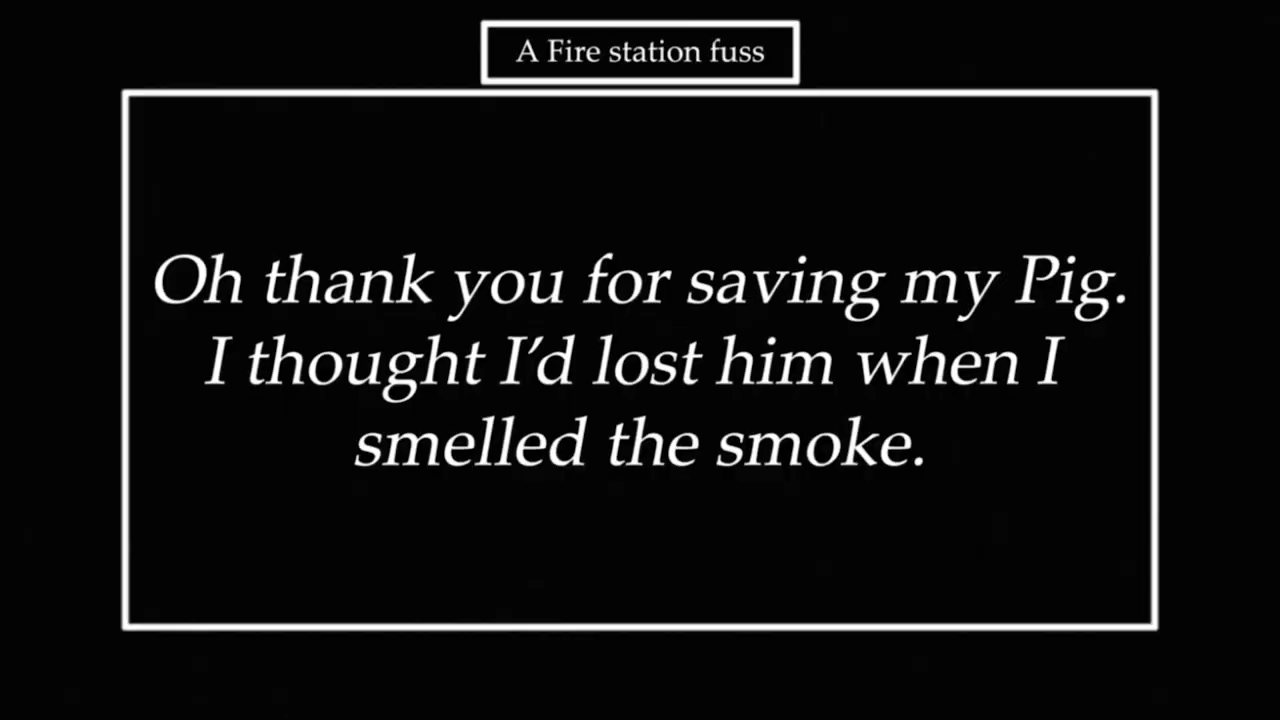 A Fire station fuss
Oh thank you for saving my Pig.
I thought I’d lost him when I
smelled the smoke.